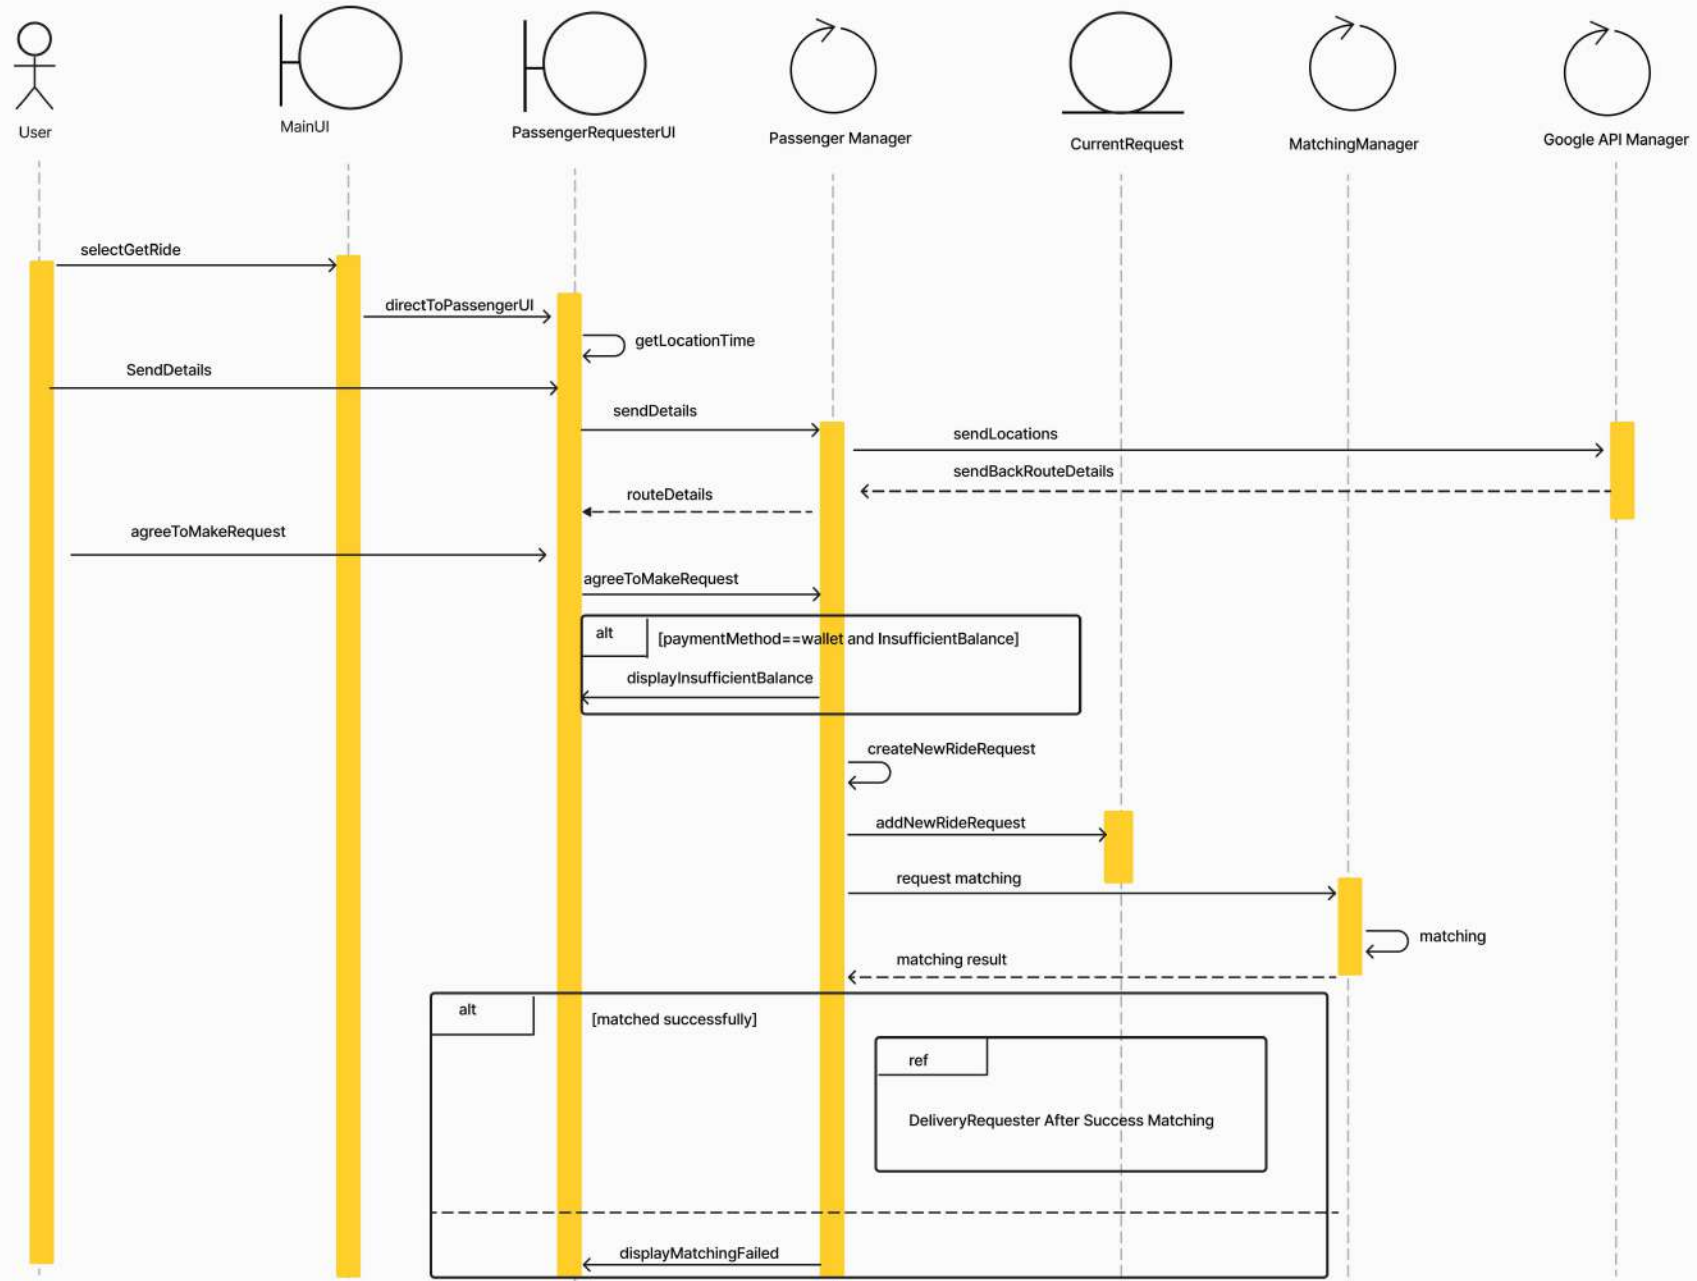 User
MainUI
PassengerRequesterUI
Passenger Manager
CurrentRequest
MatchingManager
Google API Manager
selectGetRide
directToPassengerUI
getLocationTime
SendDetails
sendDetails
sendLocations
sendBackRouteDetails
routeDetails
agreeToMakeRequest
agreeToMakeRequest
alt
[paymentMethod==wallet and InsufficientBalance]
displayInsufficientBalance
createNewRideRequest
addNewRideRequest
request matching
matching
matching result
alt
[matched successfully]
ref
DeliveryRequester After Success Matching
displayMatchingFailed